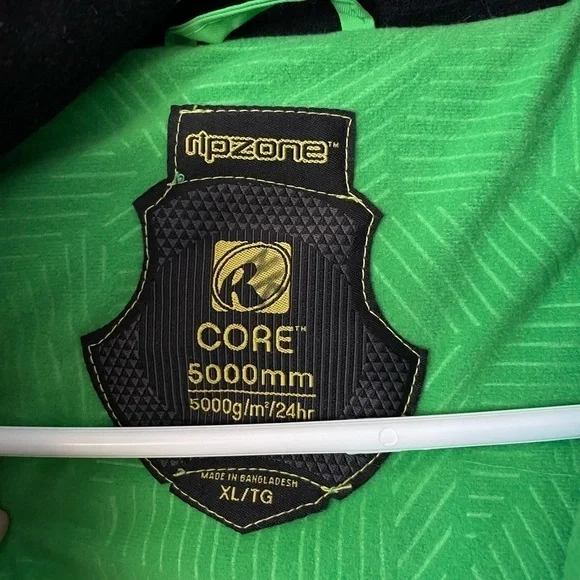 ripzone™
R
CORE™
5000mm
5000g/m²/24hr
MADE IN BANGLADESH
XL/TG